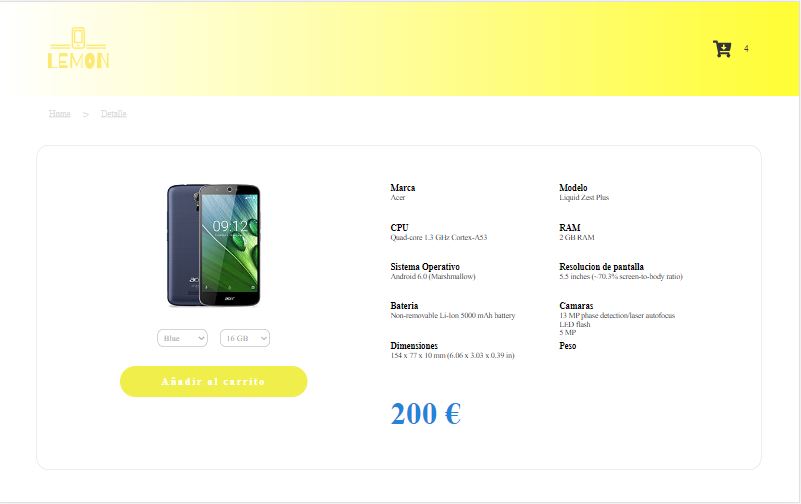 LEMON
4
Home > Detalle
09:12
acer
Blue
16 GB
Añadir al carrito
Marca
Acer
Modelo
Liquid Zest Plus
CPU
Quad-core 1.3 GHz Cortex-A53
RAM
2 GB RAM
Sistema Operativo
Android 6.0 (Marshmallow)
Resolucion de pantalla
5.5 inches (~70.3% screen-to-body ratio)
Bateria
Non-removable Li-Ion 5000 mAh battery
Camaras
13 MP phase detection/laser autofocus
LED flash
5 MP
Dimensiones
154 x 77 x 10 mm (6.06 x 3.03 x 0.39 in)
Peso
200 €